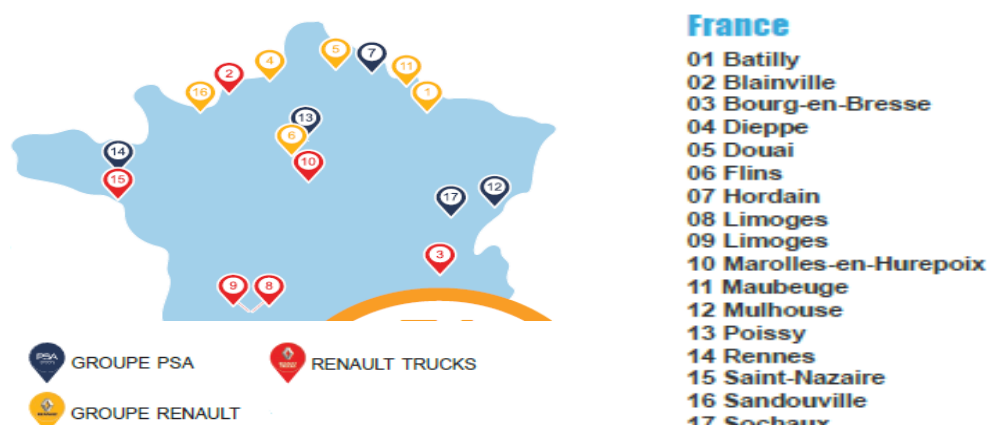 5
7
4
11
2
16
1
13
6
14
10
15
12
17
3
9
8
PSA
GROUPE PSA
RENAULT TRUCKS
GROUPE RENAULT
France
01 Batilly
02 Blainville
03 Bourg-en-Bresse
04 Dieppe
05 Douai
06 Flins
07 Hordain
08 Limoges
09 Limoges
10 Marolles-en-Hurepoix
11 Maubeuge
12 Mulhouse
13 Poissy
14 Rennes
15 Saint-Nazaire
16 Sandouville
17 Sochaux